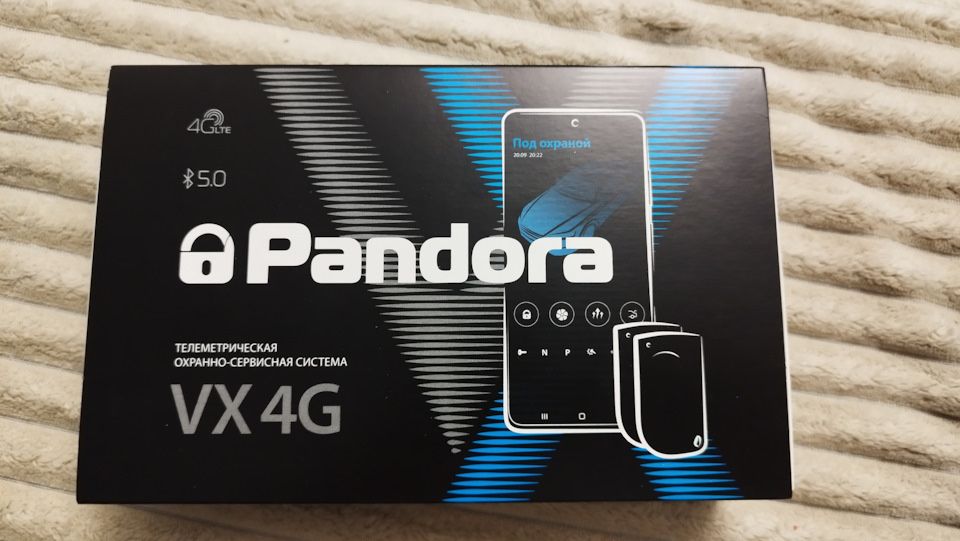 4G LTE
5.0
Под охраной
20:09 20:22
Pandora
N P
ТЕЛЕМЕТРИЧЕСКАЯ
ОХРАННО-СЕРВИСНАЯ СИСТЕМА
VX 4G